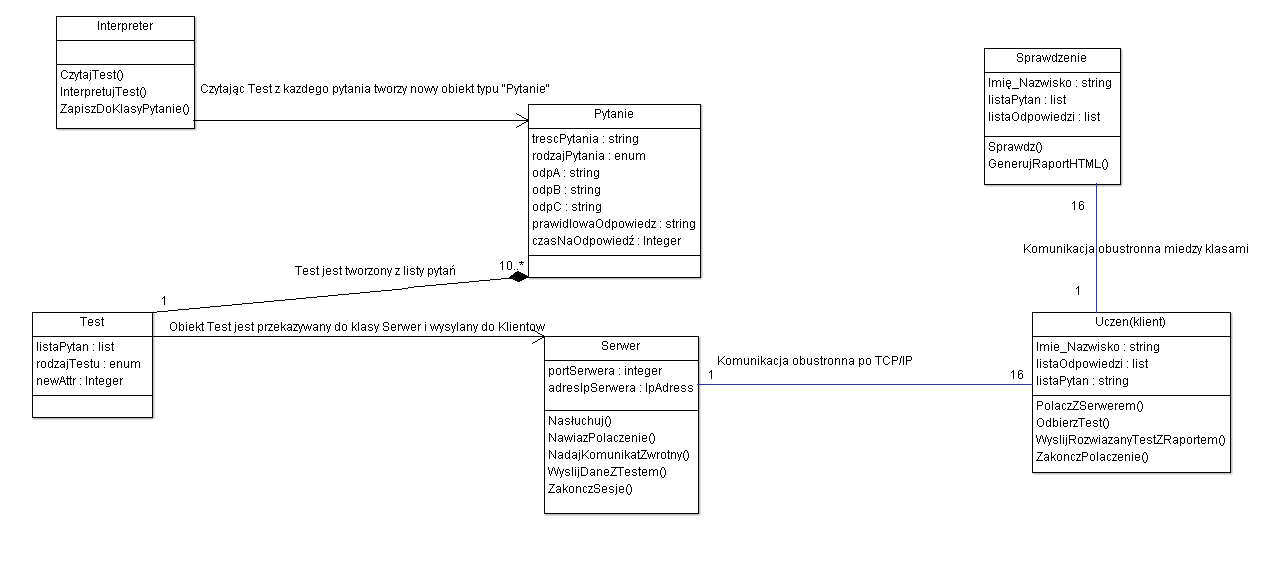 Interpreter
CzytajTest()
InterpretujTest()
ZapiszDoKlasyPytanie()
Czytając Test z kazdego pytania tworzy nowy obiekt typu "Pytanie"
Pytanie
trescPytania : string
rodzajPytania : enum
odpA : string
odpB : string
odpC : string
prawidlowaOdpowiedz : string
czasNaOdpowiedź : Integer
Sprawdzenie
Imię_Nazwisko : string
listaPytan : list
listaOdpowiedzi : list
Sprawdz()
GenerujRaportHTML()
16
Komunikacja obustronna miedzy klasami
1
10..*
Test jest tworzony z listy pytań
1
Test
listaPytan : list
rodzajTestu : enum
newAttr : Integer
Obiekt Test jest przekazywany do klasy Serwer i wysylany do Klientow
Serwer
portSerwera : integer
adresIpSerwera : IpAdress
Nasłuchuj()
NawiazPolaczenie()
NadajKomunikatZwrotny()
WyslijDaneZTestem()
ZakonczSesje()
Komunikacja obustronna po TCP/IP
1
16
Uczen(klient)
Imie_Nazwisko : string
listaOdpowiedzi : list
listaPytan : string
PolaczZSerwerem()
OdbierzTest()
WyslijRozwiazanyTestZRaportem()
ZakonczPolaczenie()